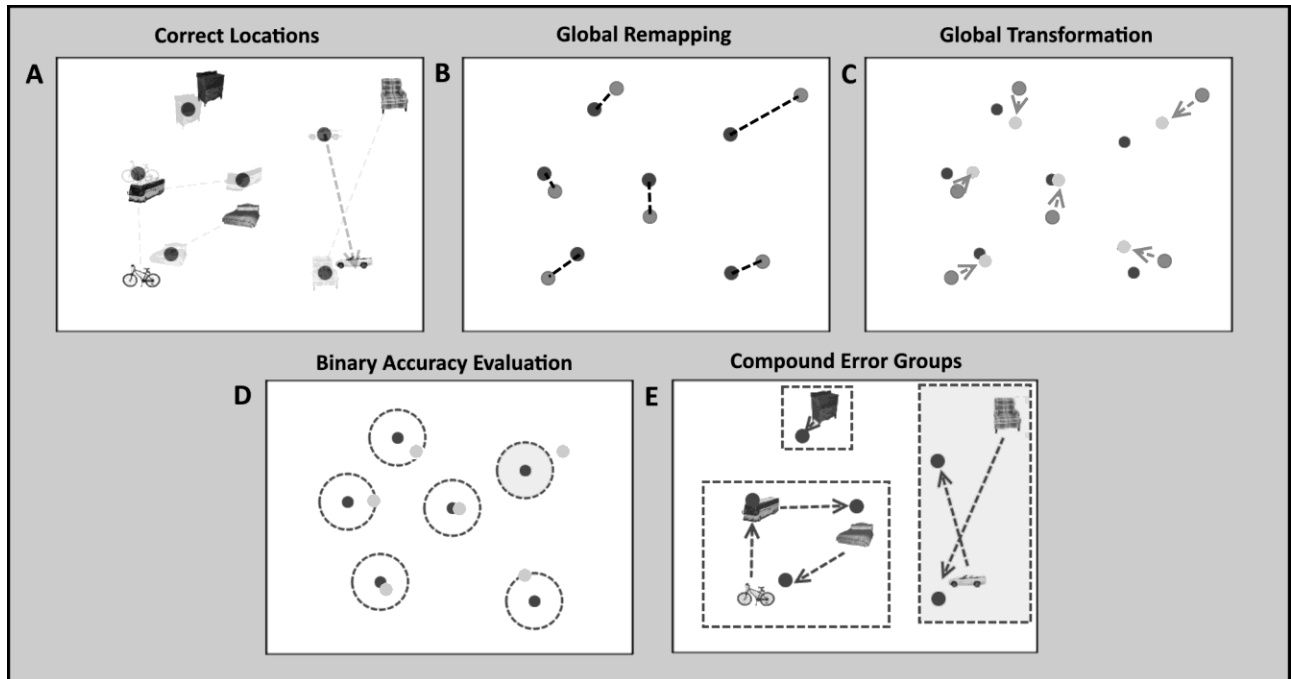 Correct Locations
Global Remapping
Global Transformation
A
B
C
Binary Accuracy Evaluation
Compound Error Groups
D
E